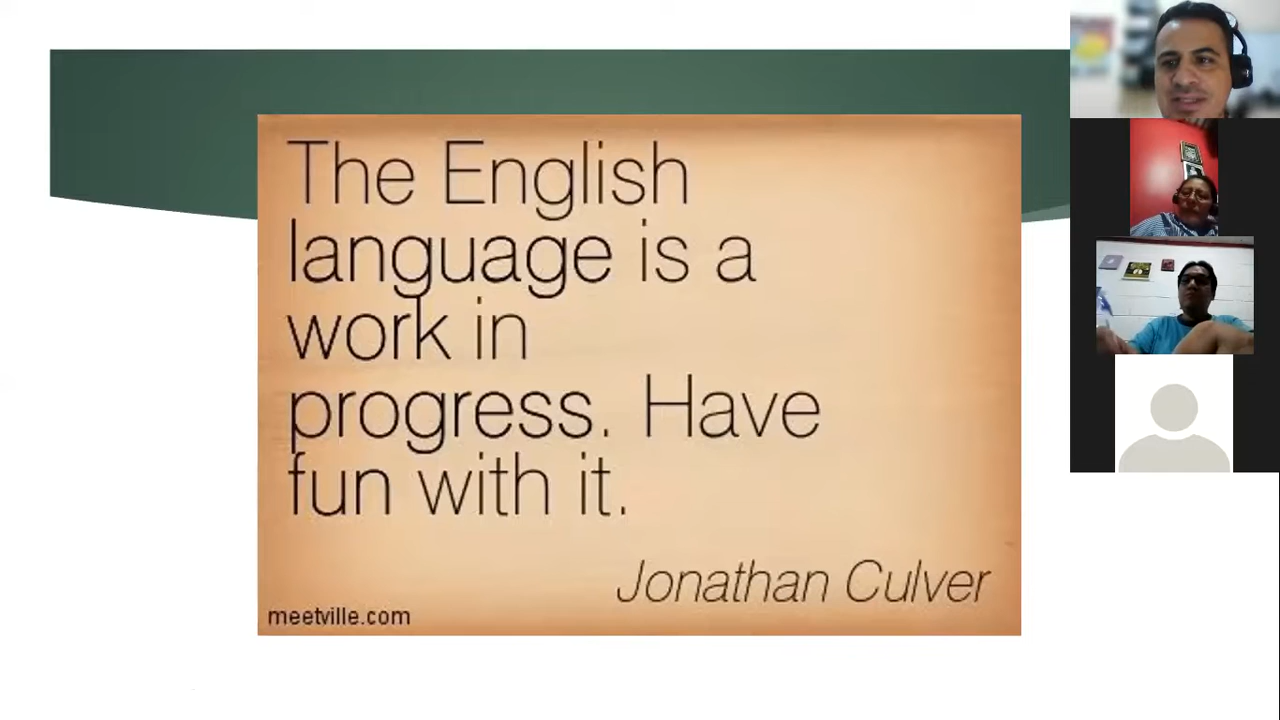 The English
language is a
work in
progress. Have
fun with it.
Jonathan Culver
meetville.com